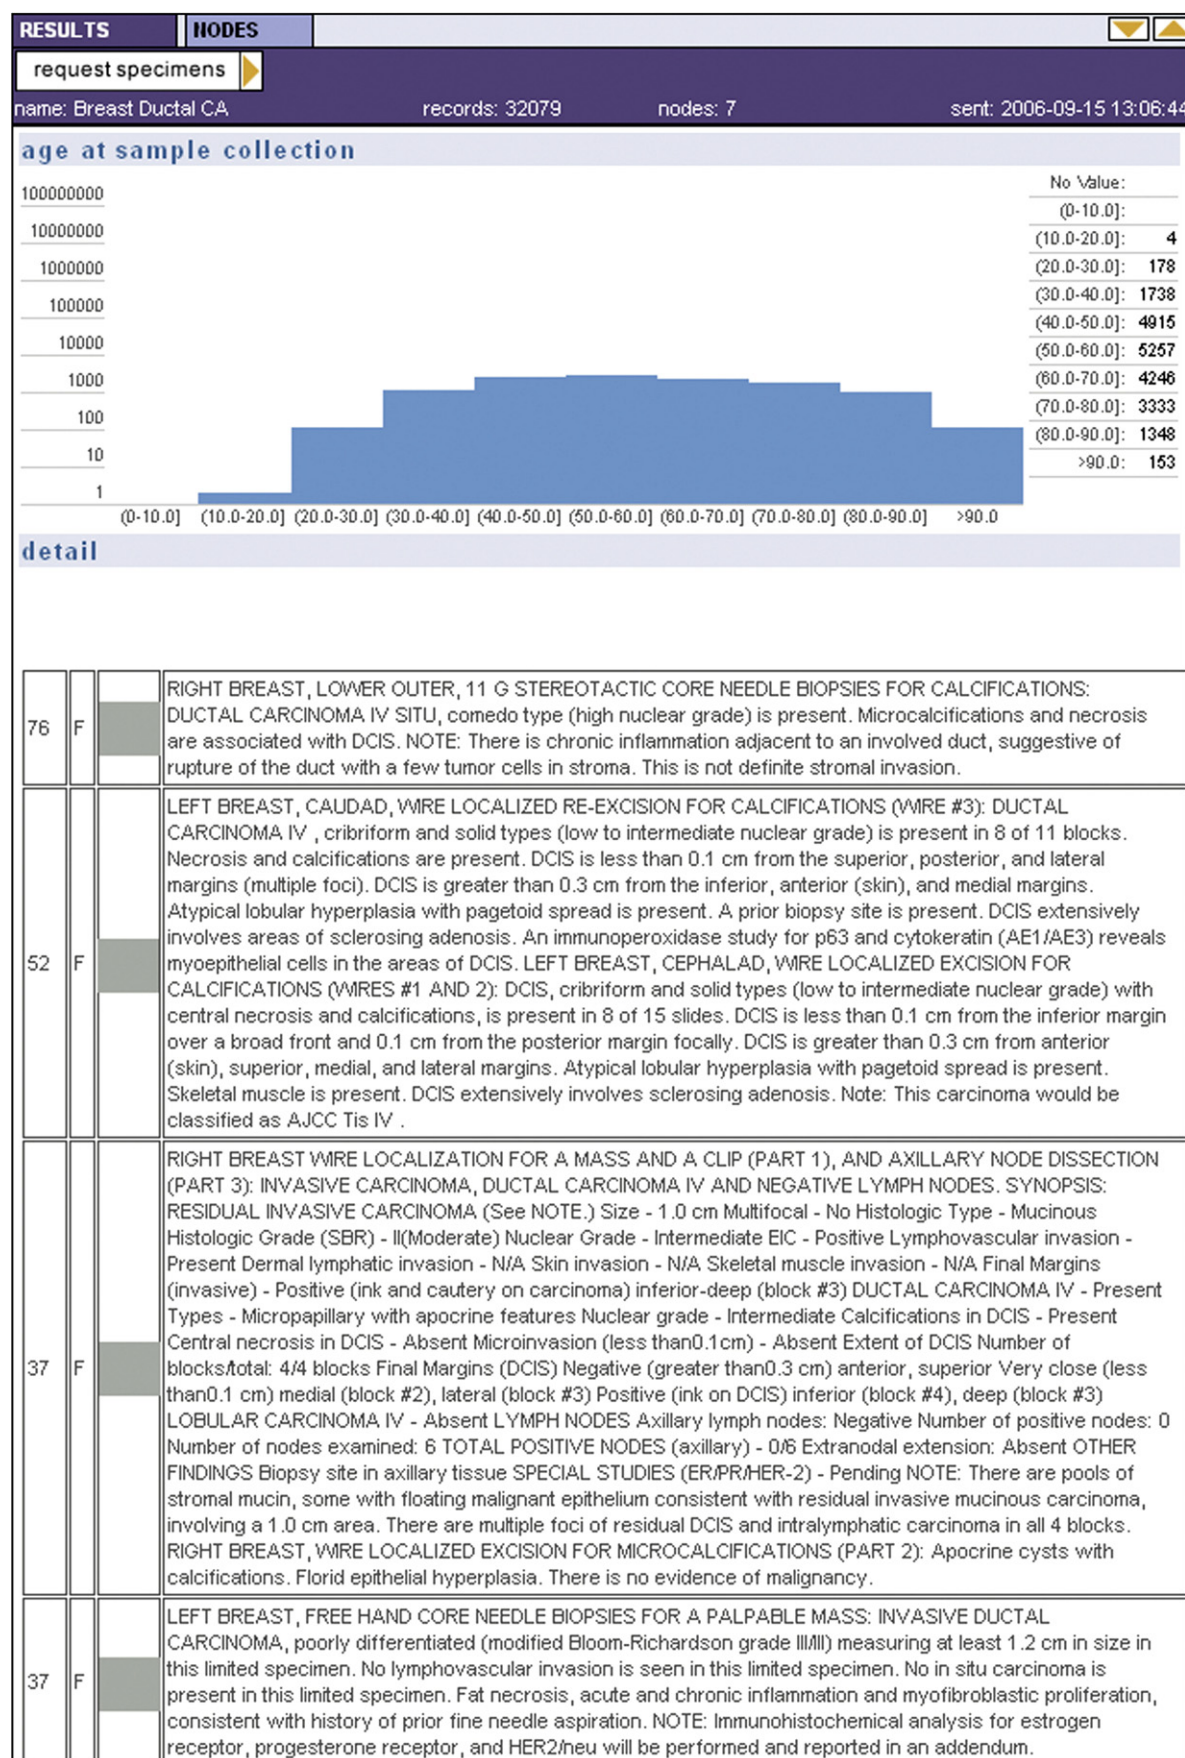 RESULTS NODES
request specimens
name: Breast Ductal CA records: 32079 nodes: 7 sent: 2006-09-15 13:06:44
age at sample collection
100000000
10000000
1000000
100000
10000
1000
100
10
1
(0-10.0] (10.0-20.0] (20.0-30.0] (30.0-40.0] (40.0-50.0] (50.0-60.0] (60.0-70.0] (70.0-80.0] (80.0-90.0] >90.0
No Value:
(0-10.0]:
(10.0-20.0]: 4
(20.0-30.0]: 178
(30.0-40.0]: 1738
(40.0-50.0]: 4915
(50.0-60.0]: 5257
(60.0-70.0]: 4246
(70.0-80.0]: 3333
(80.0-90.0]: 1348
>90.0: 153
detail
76 F
RIGHT BREAST, LOWER OUTER, 11 G STEREOTACTIC CORE NEEDLE BIOPSIES FOR CALCIFICATIONS:
DUCTAL CARCINOMA IV SITU, comedo type (high nuclear grade) is present. Microcalcifications and necrosis
are associated with DCIS. NOTE: There is chronic inflammation adjacent to an involved duct, suggestive of
rupture of the duct with a few tumor cells in stroma. This is not definite stromal invasion.
52 F
LEFT BREAST, CAUDAD, WIRE LOCALIZED RE-EXCISION FOR CALCIFICATIONS (WIRE #3): DUCTAL
CARCINOMA IV , cribriform and solid types (low to intermediate nuclear grade) is present in 8 of 11 blocks.
Necrosis and calcifications are present. DCIS is less than 0.1 cm from the superior, posterior, and lateral
margins (multiple foci). DCIS is greater than 0.3 cm from the inferior, anterior (skin), and medial margins.
Atypical lobular hyperplasia with pagetoid spread is present. A prior biopsy site is present. DCIS extensively
involves areas of sclerosing adenosis. An immunoperoxidase study for p63 and cytokeratin (AE1/AE3) reveals
myoepithelial cells in the areas of DCIS. LEFT BREAST, CEPHALAD, WIRE LOCALIZED EXCISION FOR
CALCIFICATIONS (WIRES #1 AND 2): DCIS, cribriform and solid types (low to intermediate nuclear grade) with
central necrosis and calcifications, is present in 8 of 15 slides. DCIS is less than 0.1 cm from the inferior margin
over a broad front and 0.1 cm from the posterior margin focally. DCIS is greater than 0.3 cm from anterior
(skin), superior, medial, and lateral margins. Atypical lobular hyperplasia with pagetoid spread is present.
Skeletal muscle is present. DCIS extensively involves sclerosing adenosis. Note: This carcinoma would be
classified as AJCC Tis IV .
37 F
RIGHT BREAST WIRE LOCALIZATION FOR A MASS AND A CLIP (PART 1), AND AXILLARY NODE DISSECTION
(PART 3): INVASIVE CARCINOMA, DUCTAL CARCINOMA IV AND NEGATIVE LYMPH NODES. SYNOPSIS:
RESIDUAL INVASIVE CARCINOMA (See NOTE.) Size - 1.0 cm Multifocal - No Histologic Type - Mucinous
Histologic Grade (SBR) - II(Moderate) Nuclear Grade - Intermediate EIC - Positive Lymphovascular invasion -
Present Dermal lymphatic invasion - N/A Skin invasion - N/A Skeletal muscle invasion - N/A Final Margins
(invasive) - Positive (ink and cautery on carcinoma) inferior-deep (block #3) DUCTAL CARCINOMA IV - Present
Types - Micropapillary with apocrine features Nuclear grade - Intermediate Calcifications in DCIS - Present
Central necrosis in DCIS - Absent Microinvasion (less than0.1cm) - Absent Extent of DCIS Number of
blocks/total: 4/4 blocks Final Margins (DCIS) Negative (greater than0.3 cm) anterior, superior Very close (less
than0.1 cm) medial (block #2), lateral (block #3) Positive (ink on DCIS) inferior (block #4), deep (block #3)
LOBULAR CARCINOMA IV - Absent LYMPH NODES Axillary lymph nodes: Negative Number of positive nodes: 0
Number of nodes examined: 6 TOTAL POSITIVE NODES (axillary) - 0/6 Extranodal extension: Absent OTHER
FINDINGS Biopsy site in axillary tissue SPECIAL STUDIES (ER/PR/HER-2) - Pending NOTE: There are pools of
stromal mucin, some with floating malignant epithelium consistent with residual invasive mucinous carcinoma,
involving a 1.0 cm area. There are multiple foci of residual DCIS and intralymphatic carcinoma in all 4 blocks.
RIGHT BREAST, WIRE LOCALIZED EXCISION FOR MICROCALCIFICATIONS (PART 2): Apocrine cysts with
calcifications. Florid epithelial hyperplasia. There is no evidence of malignancy.
37 F
LEFT BREAST, FREE HAND CORE NEEDLE BIOPSIES FOR A PALPABLE MASS: INVASIVE DUCTAL
CARCINOMA, poorly differentiated (modified Bloom-Richardson grade III/III) measuring at least 1.2 cm in size in
this limited specimen. No lymphovascular invasion is seen in this limited specimen. No in situ carcinoma is
present in this limited specimen. Fat necrosis, acute and chronic inflammation and myofibroblastic proliferation,
consistent with history of prior fine needle aspiration. NOTE: Immunohistochemical analysis for estrogen
receptor, progesterone receptor, and HER2/neu will be performed and reported in an addendum.